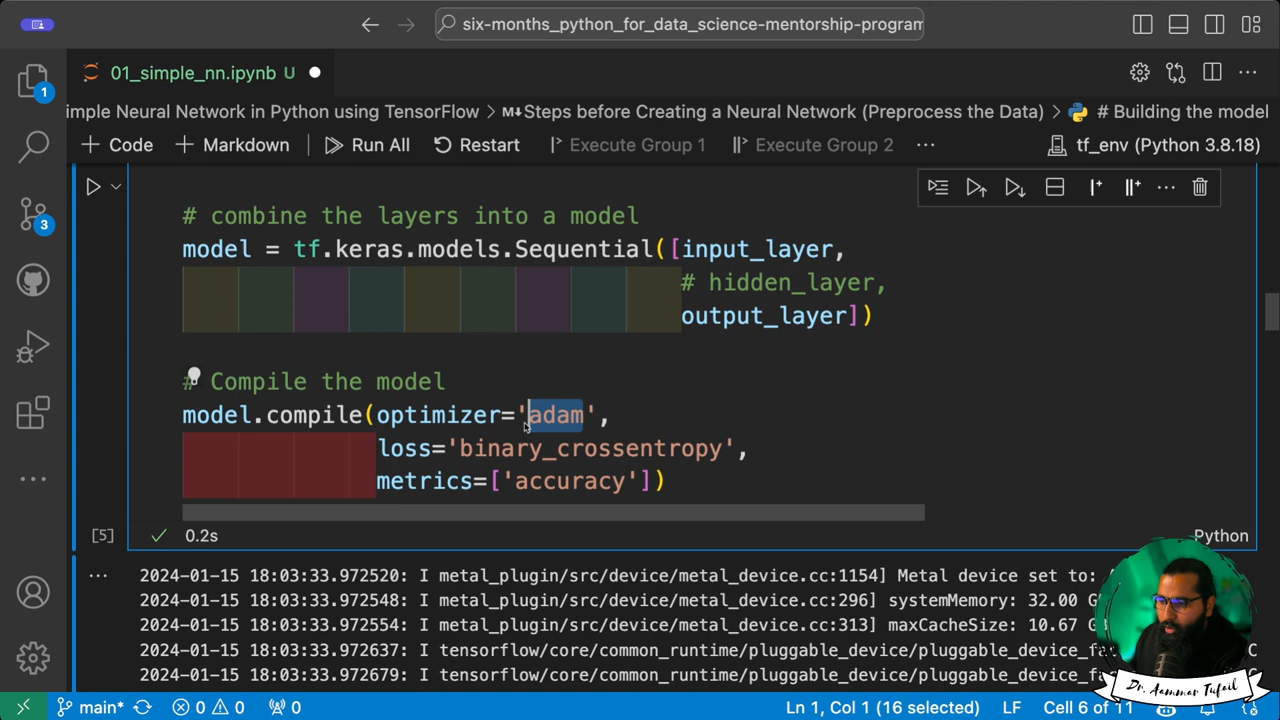 six-months_python_for_data_science-mentorship-program
01_simple_nn.ipynb U
imple Neural Network in Python using TensorFlow > M↓Steps before Creating a Neural Network (Preprocess the Data) > # Building the model
+ Code + Markdown Run All Restart Execute Group 1 Execute Group 2 ...
tf_env (Python 3.8.18)
# combine the layers into a model
model = tf.keras.models.Sequential([input_layer,
# hidden_layer,
output_layer])
# Compile the model
model.compile(optimizer='adam',
loss='binary_crossentropy',
metrics=['accuracy'])
[5] 0.2s Python
2024-01-15 18:03:33.972520: I metal_plugin/src/device/metal_device.cc:1154] Metal device set to:
2024-01-15 18:03:33.972548: I metal_plugin/src/device/metal_device.cc:296] systemMemory: 32.00
2024-01-15 18:03:33.972554: I metal_plugin/src/device/metal_device.cc:313] maxCacheSize: 10.67
2024-01-15 18:03:33.972637: I tensorflow/core/common_runtime/pluggable_device/pluggable_device_fa
2024-01-15 18:03:33.972679: I tensorflow/core/common_runtime/pluggable_device/pluggable_device_fa
1
3
Dr. Aammar Tufail
main* 0 0 0 Ln 1, Col 1 (16 selected) LF Cell 6 of 11